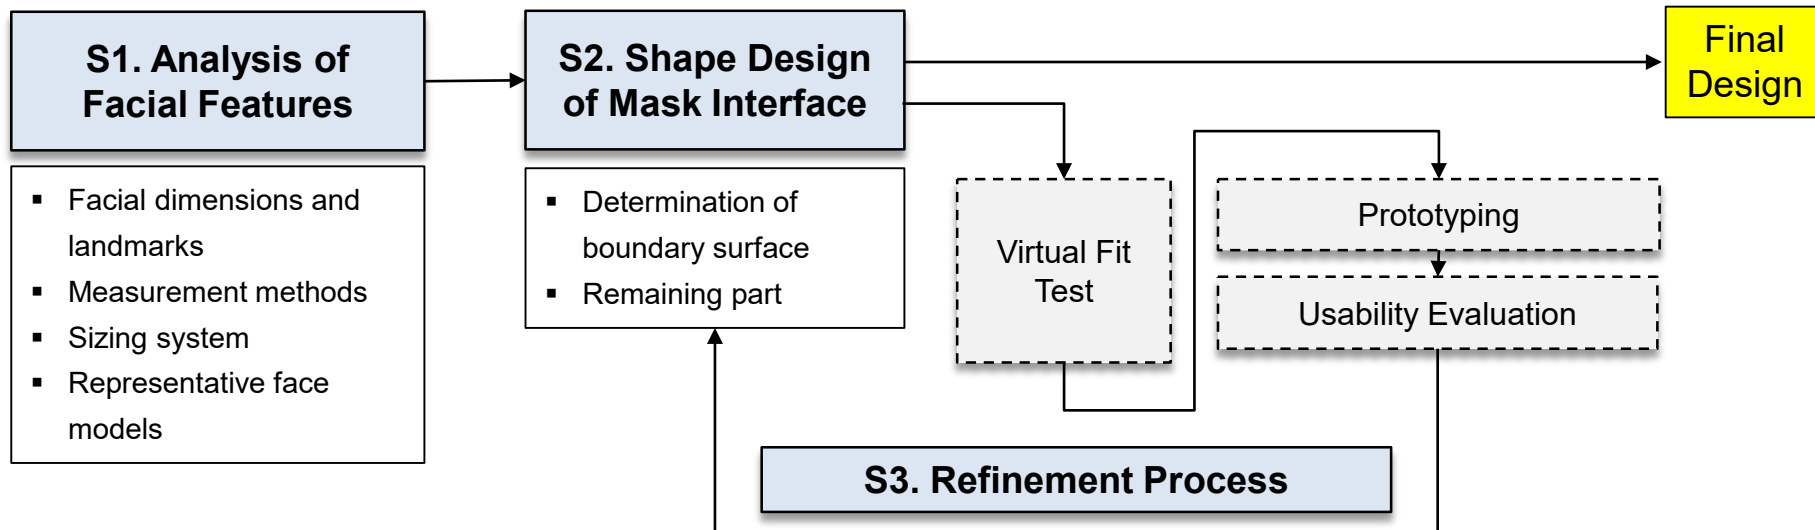 S1. Analysis of
Facial Features
▪ Facial dimensions and
landmarks
▪ Measurement methods
▪ Sizing system
▪ Representative face
models
S2. Shape Design
of Mask Interface
▪ Determination of
boundary surface
▪ Remaining part
Virtual Fit
Test
Prototyping
Usability Evaluation
S3. Refinement Process
Final
Design